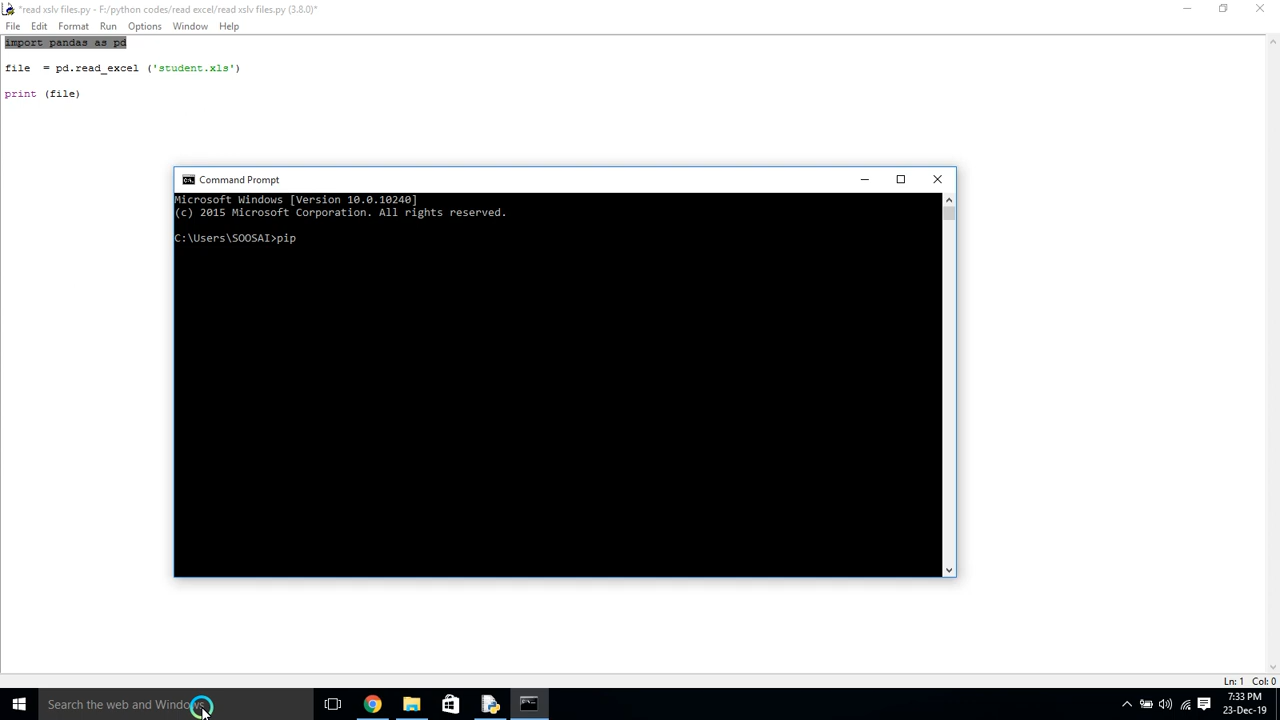 *read xslv files.py - F:/python codes/read excel/read xslv files.py (3.8.0)*
File Edit Format Run Options Window Help
import pandas as pd
file  = pd.read_excel ('student.xls')
print (file)
Command Prompt
Microsoft Windows [Version 10.0.10240]
(c) 2015 Microsoft Corporation. All rights reserved.
C:\Users\SOOSAI>pip
Ln: 1 Col: 0
Search the web and Windows
7:33 PM
23-Dec-19